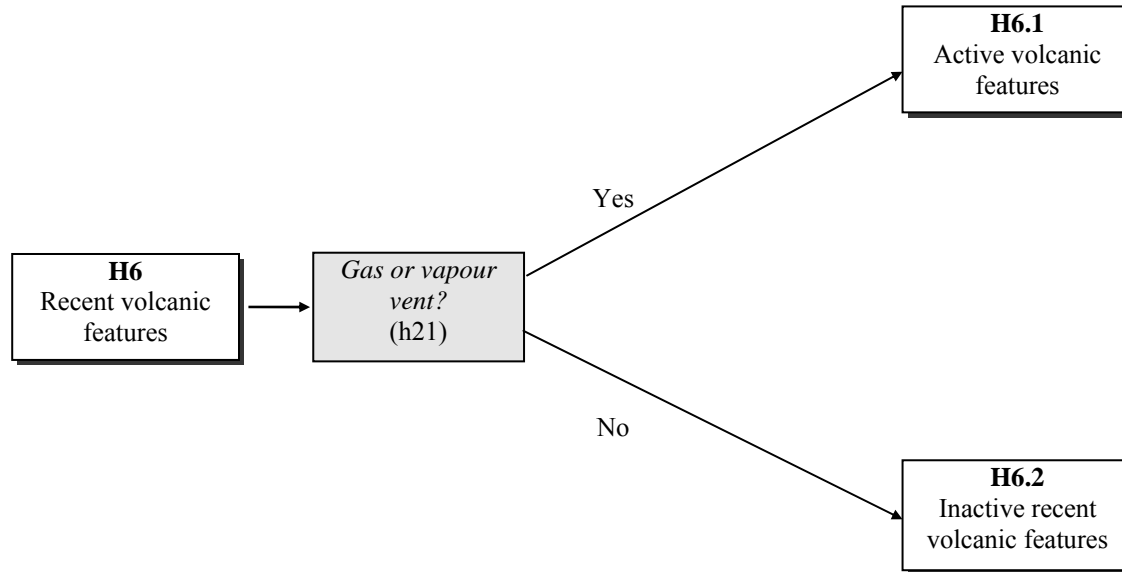 H6.1
Active volcanic
features
Yes
H6
Recent volcanic
features
Gas or vapour
vent?
(h21)
No
H6.2
Inactive recent
volcanic features